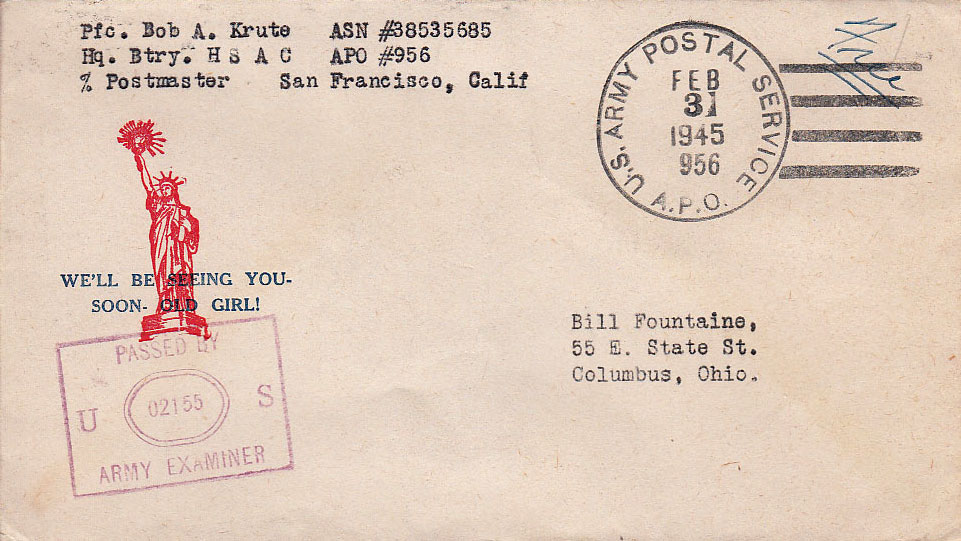 Pfc. Bob A. Krute ASN #38535685
Hq. Btry. H S A C APO #956
% Postmaster San Francisco, Calif
Free
U.S. ARMY POSTAL SERVICE
FEB
3
1945
956
A.P.O.
WE'LL BE SEEING YOU-
SOON- OLD GIRL!
Bill Fountaine,
55 E. State St.
Columbus, Ohio.
PASSED BY
U 02155 S
ARMY EXAMINER